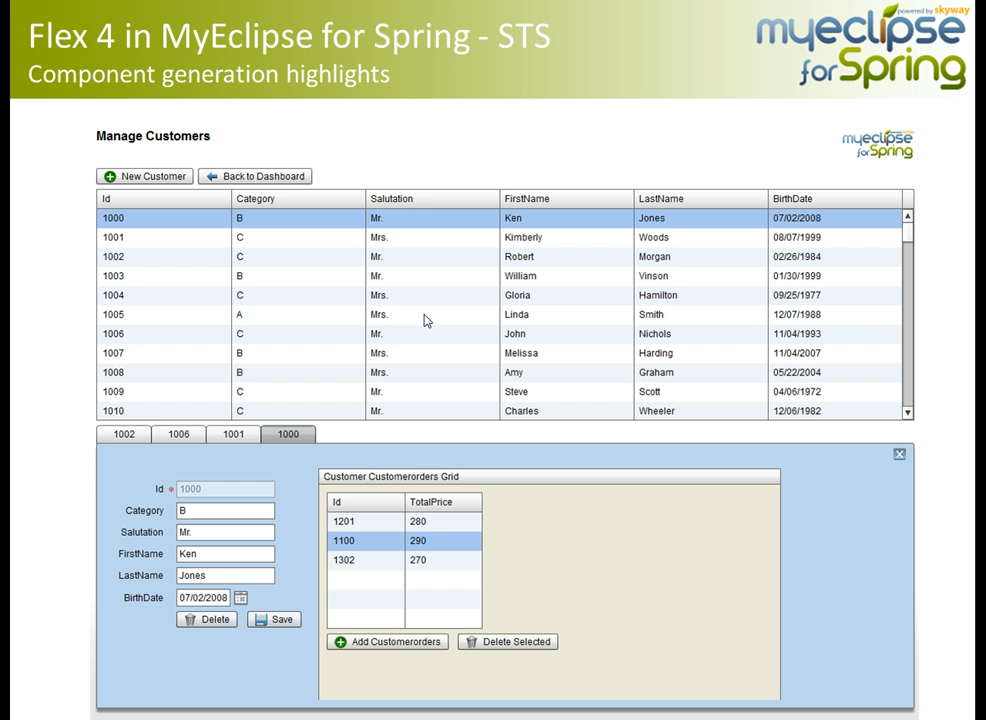 Flex 4 in MyEclipse for Spring - STS
Component generation highlights
powered by skyway
myeclipse
for Spring
Manage Customers
myeclipse
for Spring
New Customer Back to Dashboard
Id Category Salutation FirstName LastName BirthDate
1000 B Mr. Ken Jones 07/02/2008
1001 C Mrs. Kimberly Woods 08/07/1999
1002 C Mr. Robert Morgan 02/26/1984
1003 B Mr. William Vinson 01/30/1999
1004 C Mrs. Gloria Hamilton 09/25/1977
1005 A Mrs. Linda Smith 12/07/1988
1006 C Mr. John Nichols 11/04/1993
1007 B Mrs. Melissa Harding 11/04/2007
1008 B Mrs. Amy Graham 05/22/2004
1009 C Mr. Steve Scott 04/06/1972
1010 C Mr. Charles Wheeler 12/06/1982
1002 1006 1001 1000
Id * 1000
Category B
Salutation Mr.
FirstName Ken
LastName Jones
BirthDate 07/02/2008
Delete Save
Customer Customerorders Grid
Id TotalPrice
1201 280
1100 290
1302 270
Add Customerorders Delete Selected